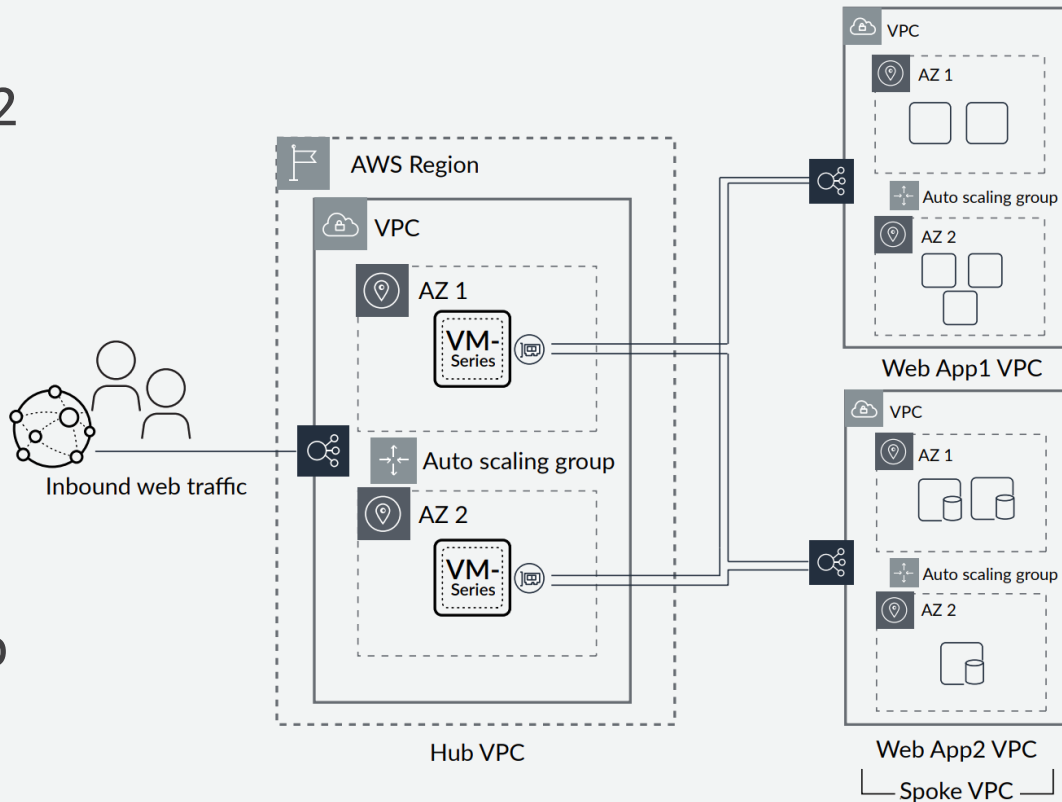 2
AWS Region
VPC
AZ 1
VM-
Series
Inbound web traffic
Auto scaling group
AZ 2
VM-
Series
Hub VPC
VPC
AZ 1
Auto scaling group
AZ 2
Web App1 VPC
VPC
AZ 1
Auto scaling group
AZ 2
Web App2 VPC
Spoke VPC